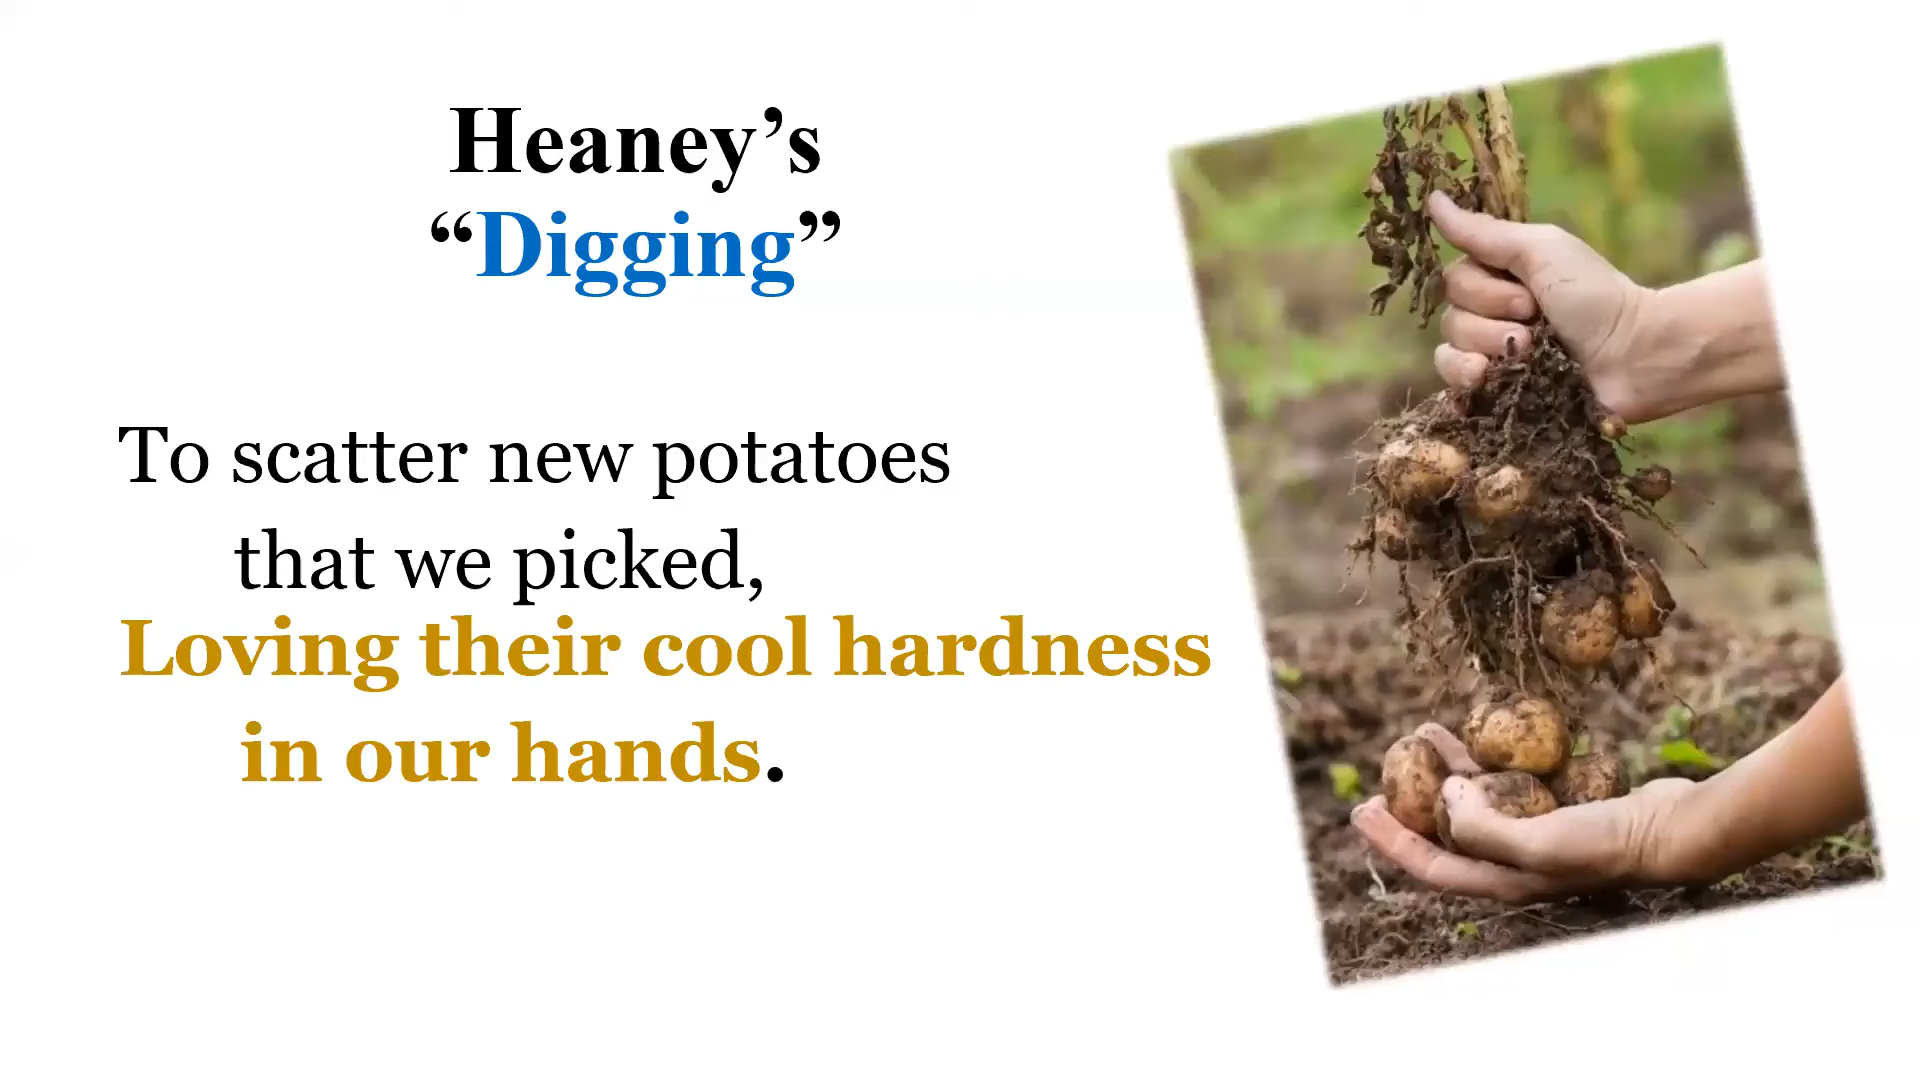 Heaney’s
“Digging”
To scatter new potatoes
that we picked,
Loving their cool hardness
in our hands.